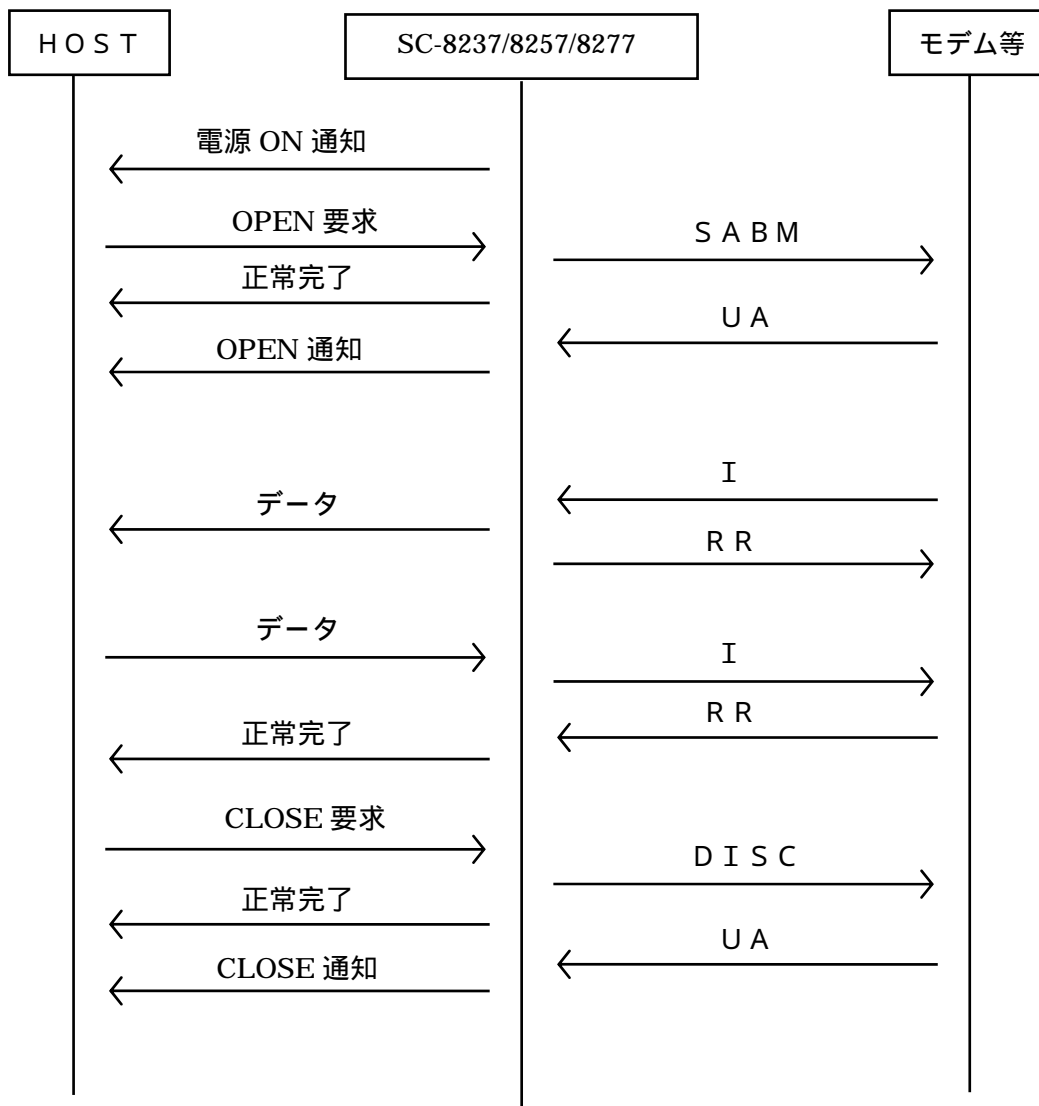 ＨＯＳＴ
SC-8237/8257/8277
モデム等
電源 ON 通知
OPEN 要求
ＳＡＢＭ
正常完了
ＵＡ
OPEN 通知
Ｉ
データ
ＲＲ
データ
Ｉ
ＲＲ
正常完了
CLOSE 要求
ＤＩＳＣ
正常完了
ＵＡ
CLOSE 通知